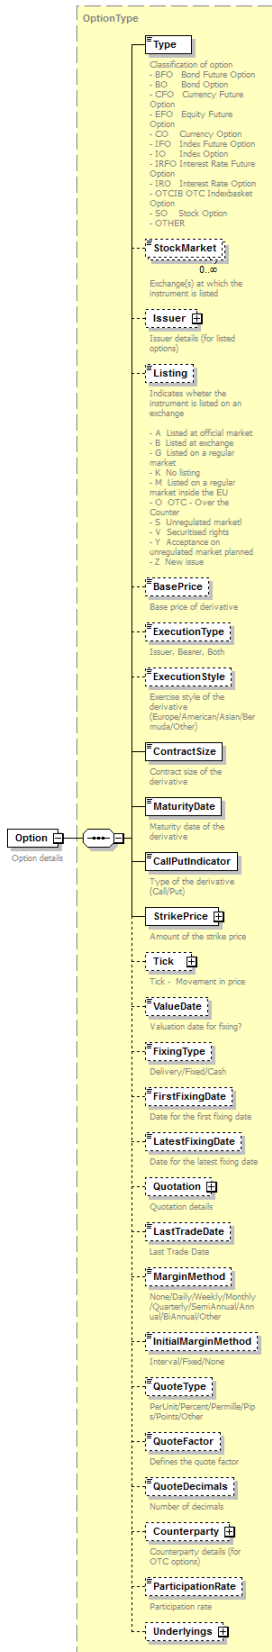 OptionType
Type
Classification of option
- BFO   Bond Future Option
- BO    Bond Option
- CFO   Currency Future
Option
- EFO   Equity Future
Option
- CO    Currency Option
- IFO   Index Future Option
- IO     Index Option
- IRFO Interest Rate Future
Option
- IRO   Interest Rate Option
- OTCIB OTC Indexbasket
Option
- SO    Stock Option
- OTHER
StockMarket
0..∞
Exchange(s) at which the
instrument is listed
Issuer
Issuer details (for listed
options)
Listing
Indicates wheter the
instrument is listed on an
exchange
- A  Listed at official market
- B  Listed at exchange
- G  Listed on a regular
market
- K  No listing
- M  Listed on a regular
market inside the EU
- O  OTC - Over the
Counter
- S  Unregulated marketl
- V  Securitised rights
- Y  Acceptance on
unregulated market planned
- Z  New issue
BasePrice
Base price of derivative
ExecutionType
Issuer, Bearer, Both
ExecutionStyle
Exercise style of the
derivative
(Europe/American/Asian/Ber
muda/Other)
ContractSize
Contract size of the
derivative
MaturityDate
Maturity date of the
derivative
Option
Option details
CallPutIndicator
Type of the derivative
(Call/Put)
StrikePrice
Amount of the strike price
Tick
Tick -  Movement in price
ValueDate
Valuation date for fixing?
FixingType
Delivery/Fixed/Cash
FirstFixingDate
Date for the first fixing date
LatestFixingDate
Date for the latest fixing date
Quotation
Quotation details
LastTradeDate
Last Trade Date
MarginMethod
None/Daily/Weekly/Monthly
/Quarterly/SemiAnnual/Ann
ual/BiAnnual/Other
InitialMarginMethod
Interval/Fixed/None
QuoteType
PerUnit/Percent/Permille/Pip
s/Points/Other
QuoteFactor
Defines the quote factor
QuoteDecimals
Number of decimals
Counterparty
Counterparty details (for
OTC options)
ParticipationRate
Participation rate
Underlyings